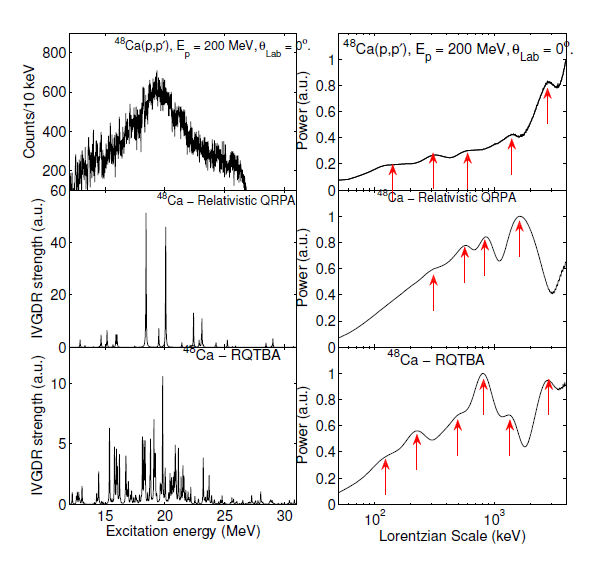 ⁴⁸Ca(p,p′), Eₚ = 200 MeV, θLab = 0°.
800
600
400
200
60
Counts/10 keV
⁴⁸Ca(p,p′), Eₚ = 200 MeV, θLab = 0°.
1
0.8
0.6
0.4
0.2
0
Power (a.u.)
⁴⁸Ca − Relativistic QRPA
40
20
0
IVGDR strength (a.u.)
⁴⁸Ca − Relativistic QRPA
1
0.8
0.6
0.4
0.2
0
Power (a.u.)
⁴⁸Ca − RQTBA
10
5
0
IVGDR strength (a.u.)
15 20 25 30
Excitation energy (MeV)
⁴⁸Ca − RQTBA
1
0.8
0.6
0.4
0.2
0
Power (a.u.)
10² 10³
Lorentzian Scale (keV)